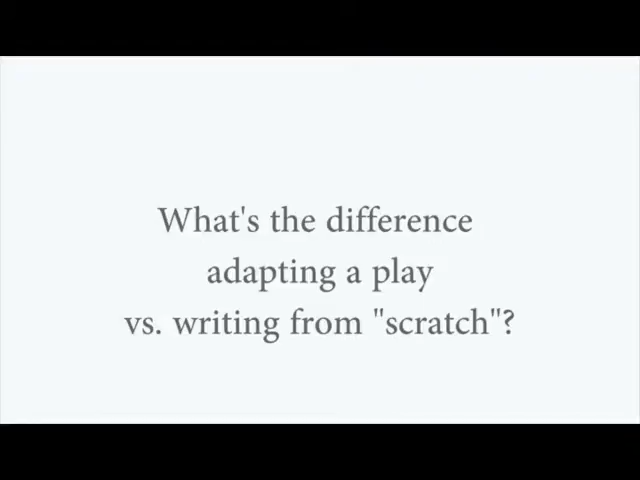 What's the difference
adapting a play
vs. writing from "scratch"?